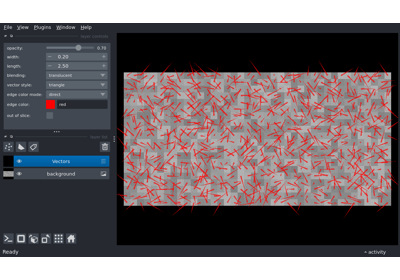 File View Plugins Window Help
opacity: 0.70
width: 0.20
length: 2.50
blending: translucent
vector style: triangle
edge color mode: direct
edge color: red
out of slice:
Vectors
background
Ready
activity